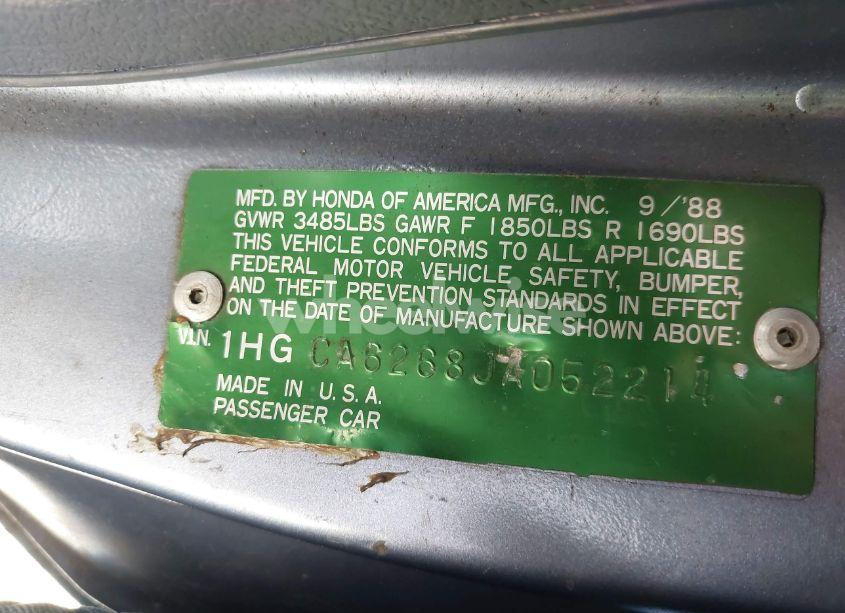 MFD. BY HONDA OF AMERICA MFG., INC. 9/'88
GVWR 3485LBS GAWR F 1850LBS R 1690LBS
THIS VEHICLE CONFORMS TO ALL APPLICABLE
FEDERAL MOTOR VEHICLE SAFETY, BUMPER,
AND THEFT PREVENTION STANDARDS IN EFFECT
ON THE DATE OF MANUFACTURE SHOWN ABOVE:
V.I.N. 1HG CA6268JA052214
MADE IN U.S.A.
PASSENGER CAR